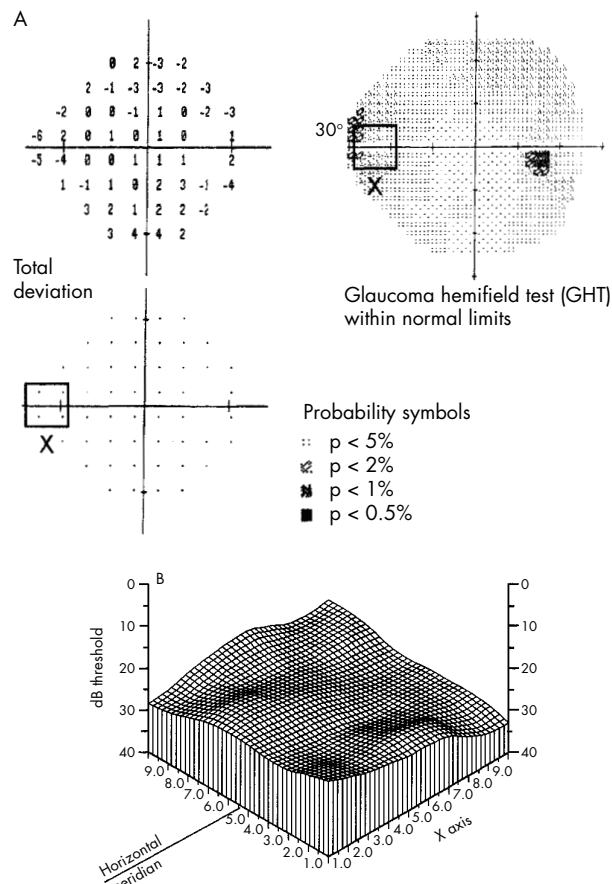 A
0 2 -3 -2
2 -1 -3 -3 -2 -3
-2 0 0 -1 1 0 -2 -3
-6 2 0 1 0 1 0 1
-5 -4 0 0 1 1 1 2
1 -1 1 0 2 3 -1 -4
3 2 1 2 2 -2
3 4 4 2
30°
X
Total
deviation
Glaucoma hemifield test (GHT)
within normal limits
X
Probability symbols
p < 5%
p < 2%
p < 1%
p < 0.5%
B
0 0
10 10
20 20
30 30
40 40
dB threshold
9.0 8.0 7.0 6.0 5.0 4.0 3.0 2.0 1.0
1.0 2.0 3.0 4.0 5.0 6.0 7.0 8.0 9.0
X axis
Horizontal